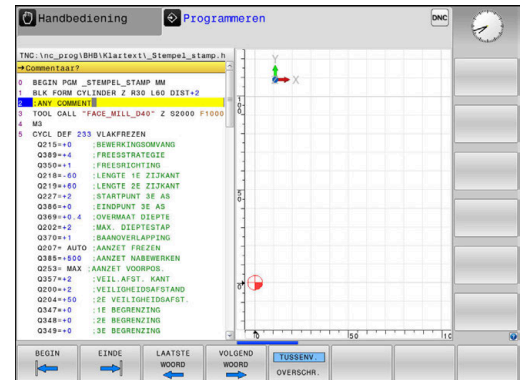 Handbediening
Programmeren
DNC
TNC:\nc_prog\BHB\Klartext\_Stempel_stamp.h
→Commentaar?
0 BEGIN PGM _STEMPEL_STAMP MM
1 BLK FORM CYLINDER Z R30 L60 DIST+2
2 ;ANY COMMENT
3 TOOL CALL "FACE_MILL_D40" Z S2000 F1000
4 M3
5 CYCL DEF 233 VLAKFREZEN
Q215=+0 ;BEWERKINGSOMVANG
Q389=+4 ;FREESSTRATEGIE
Q350=+1 ;FREESRICHTING
Q218=-60 ;LENGTE 1E ZIJKANT
Q219=+60 ;LENGTE 2E ZIJKANT
Q227=+2 ;STARTPUNT 3E AS
Q386=+0 ;EINDPUNT 3E AS
Q369=+0.4 ;OVERMAAT DIEPTE
Q202=+2 ;MAX. DIEPTESTAP
Q370=+1 ;BAANOVERLAPPING
Q207= AUTO ;AANZET FREZEN
Q385=+500 ;AANZET NABEWERKEN
Q253= MAX ;AANZET VOORPOS.
Q357=+2 ;VEIL.AFST. KANT
Q200=+2 ;VEILIGHEIDSAFSTAND
Q204=+50 ;2E VEILIGHEIDSAFST.
Q347=+0 ;1E BEGRENZING
Q348=+0 ;2E BEGRENZING
Q349=+0 ;3E BEGRENZING
Y
X
100
50
0
0
50
BEGIN
EINDE
LAATSTE
WOORD
VOLGEND
WOORD
TUSSENV.
OVERSCHR.